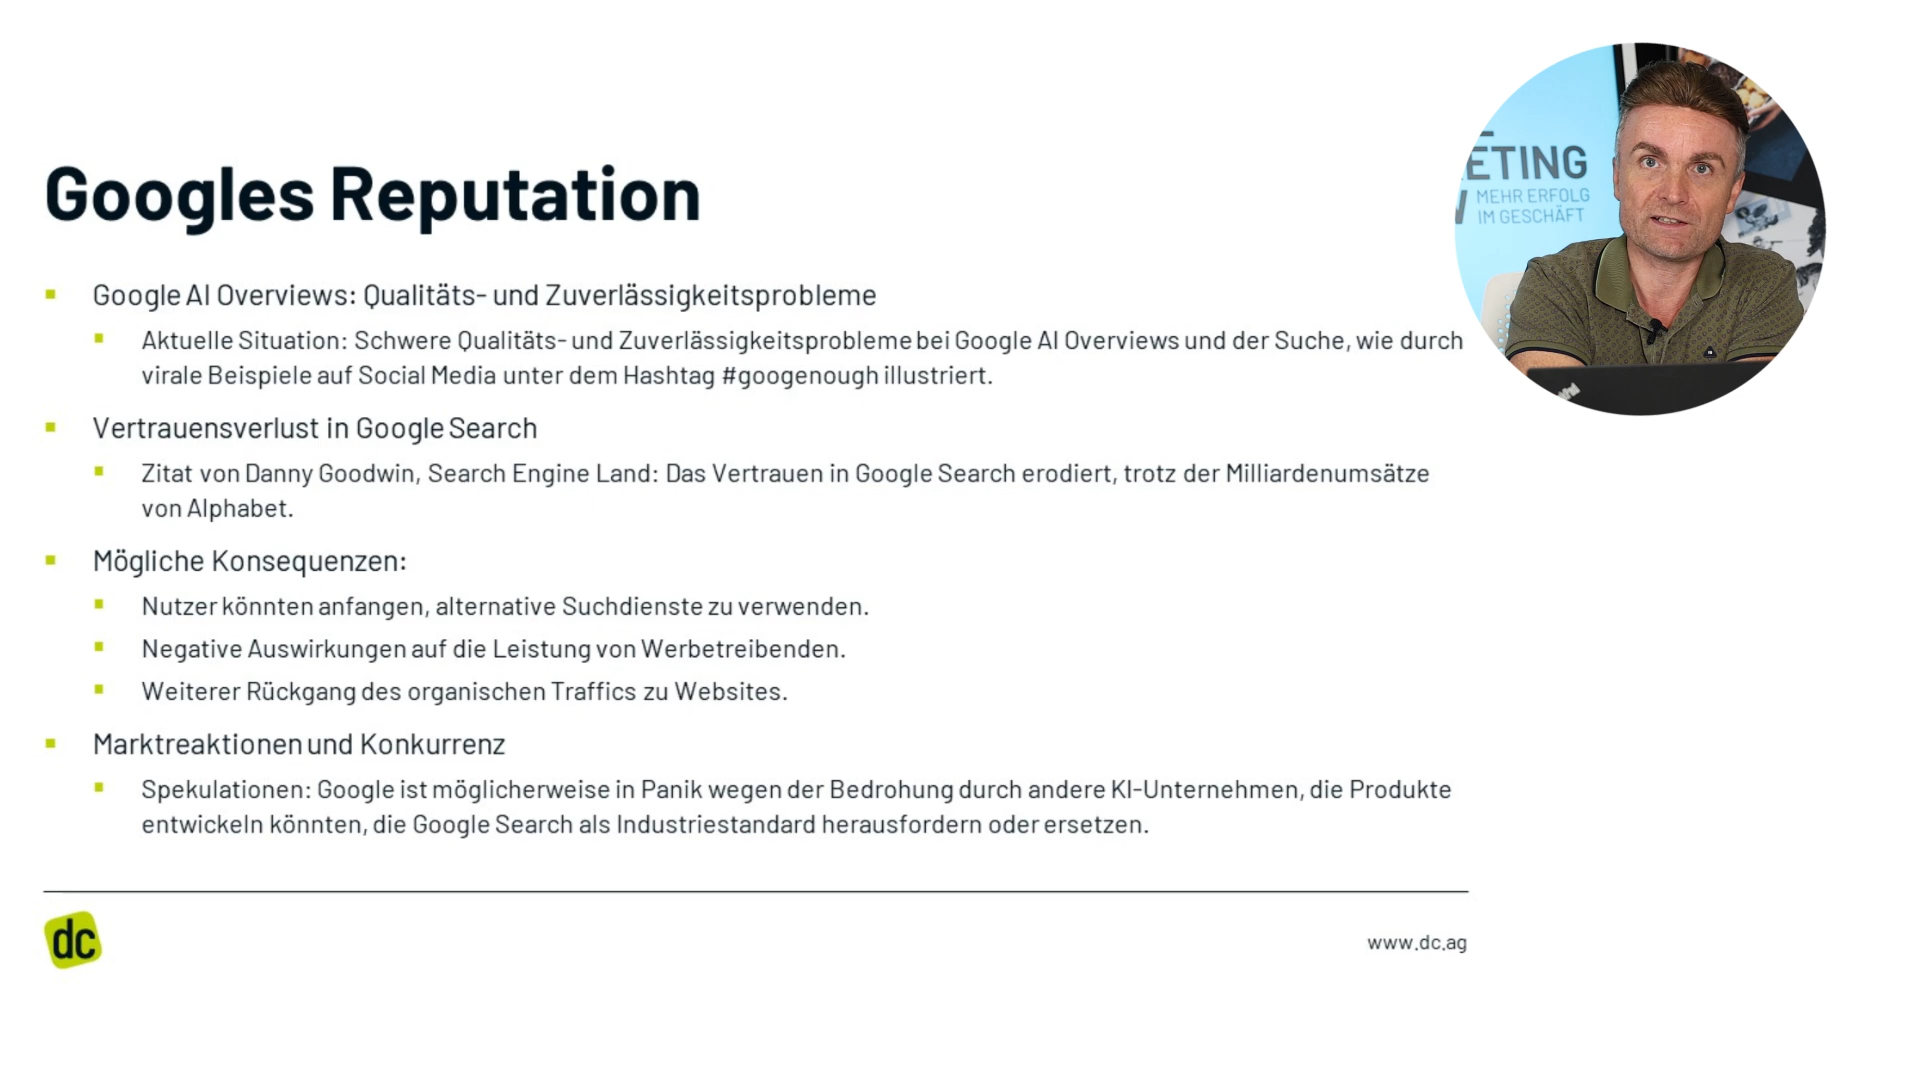 Googles Reputation
Google AI Overviews: Qualitäts- und Zuverlässigkeitsprobleme
Aktuelle Situation: Schwere Qualitäts- und Zuverlässigkeitsprobleme bei Google AI Overviews und der Suche, wie durch
virale Beispiele auf Social Media unter dem Hashtag #googenough illustriert.
Vertrauensverlust in Google Search
Zitat von Danny Goodwin, Search Engine Land: Das Vertrauen in Google Search erodiert, trotz der Milliardenumsätze
von Alphabet.
Mögliche Konsequenzen:
Nutzer könnten anfangen, alternative Suchdienste zu verwenden.
Negative Auswirkungen auf die Leistung von Werbetreibenden.
Weiterer Rückgang des organischen Traffics zu Websites.
Marktreaktionen und Konkurrenz
Spekulationen: Google ist möglicherweise in Panik wegen der Bedrohung durch andere KI-Unternehmen, die Produkte
entwickeln könnten, die Google Search als Industriestandard herausfordern oder ersetzen.
dc
www.dc.ag
ETING
MEHR ERFOLG
IM GESCHÄFT